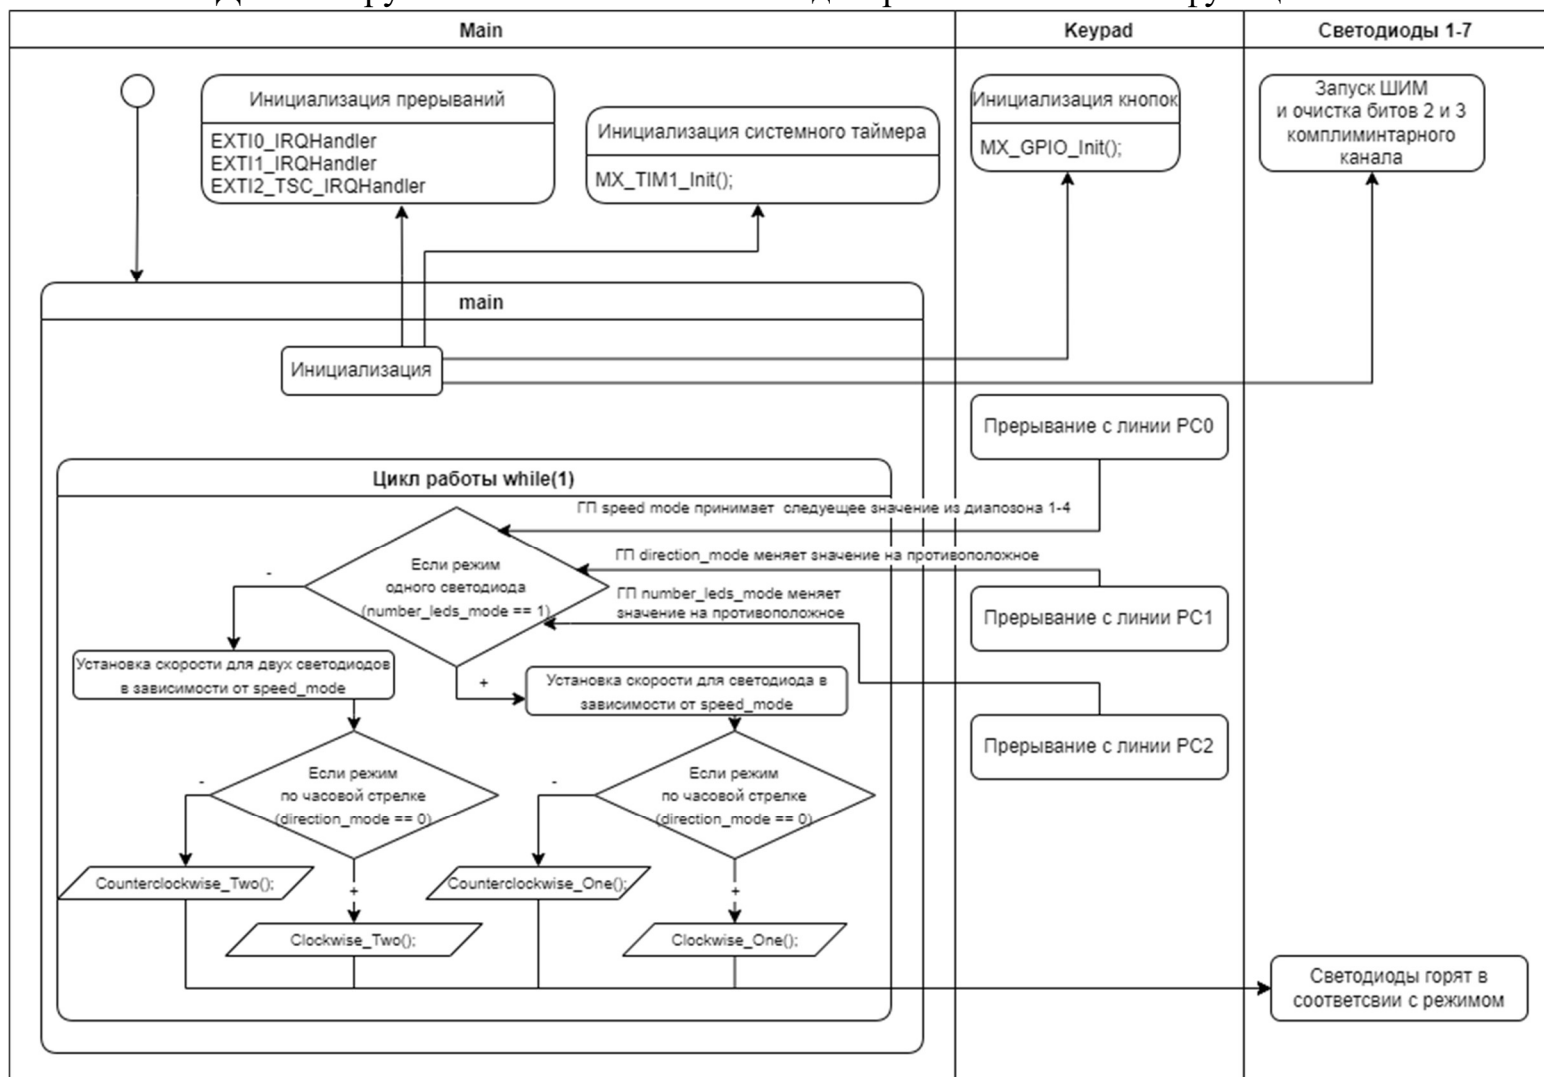 Main
Keypad
Светодиоды 1-7
Инициализация прерываний
EXTI0_IRQHandler
EXTI1_IRQHandler
EXTI2_TSC_IRQHandler
Инициализация системного таймера
MX_TIM1_Init();
Инициализация кнопок
MX_GPIO_Init();
Запуск ШИМ
и очистка битов 2 и 3
комплиминтарного
канала
main
Инициализация
Прерывание с линии PC0
Цикл работы while(1)
ГП speed mode принимает следущее значение из диапозона 1-4
ГП direction_mode меняет значение на противоположное
ГП number_leds_mode меняет
значение на противоположное
Если режим
одного светодиода
(number_leds_mode == 1)
-
+
Прерывание с линии PC1
Установка скорости для двух светодиодов
в зависимости от speed_mode
Установка скорости для светодиода в
зависимости от speed_mode
Прерывание с линии PC2
Если режим
по часовой стрелке
(direction_mode == 0)
-
+
Если режим
по часовой стрелке
(direction_mode == 0)
-
+
Counterclockwise_Two();
Clockwise_Two();
Counterclockwise_One();
Clockwise_One();
Светодиоды горят в
соответсвии с режимом